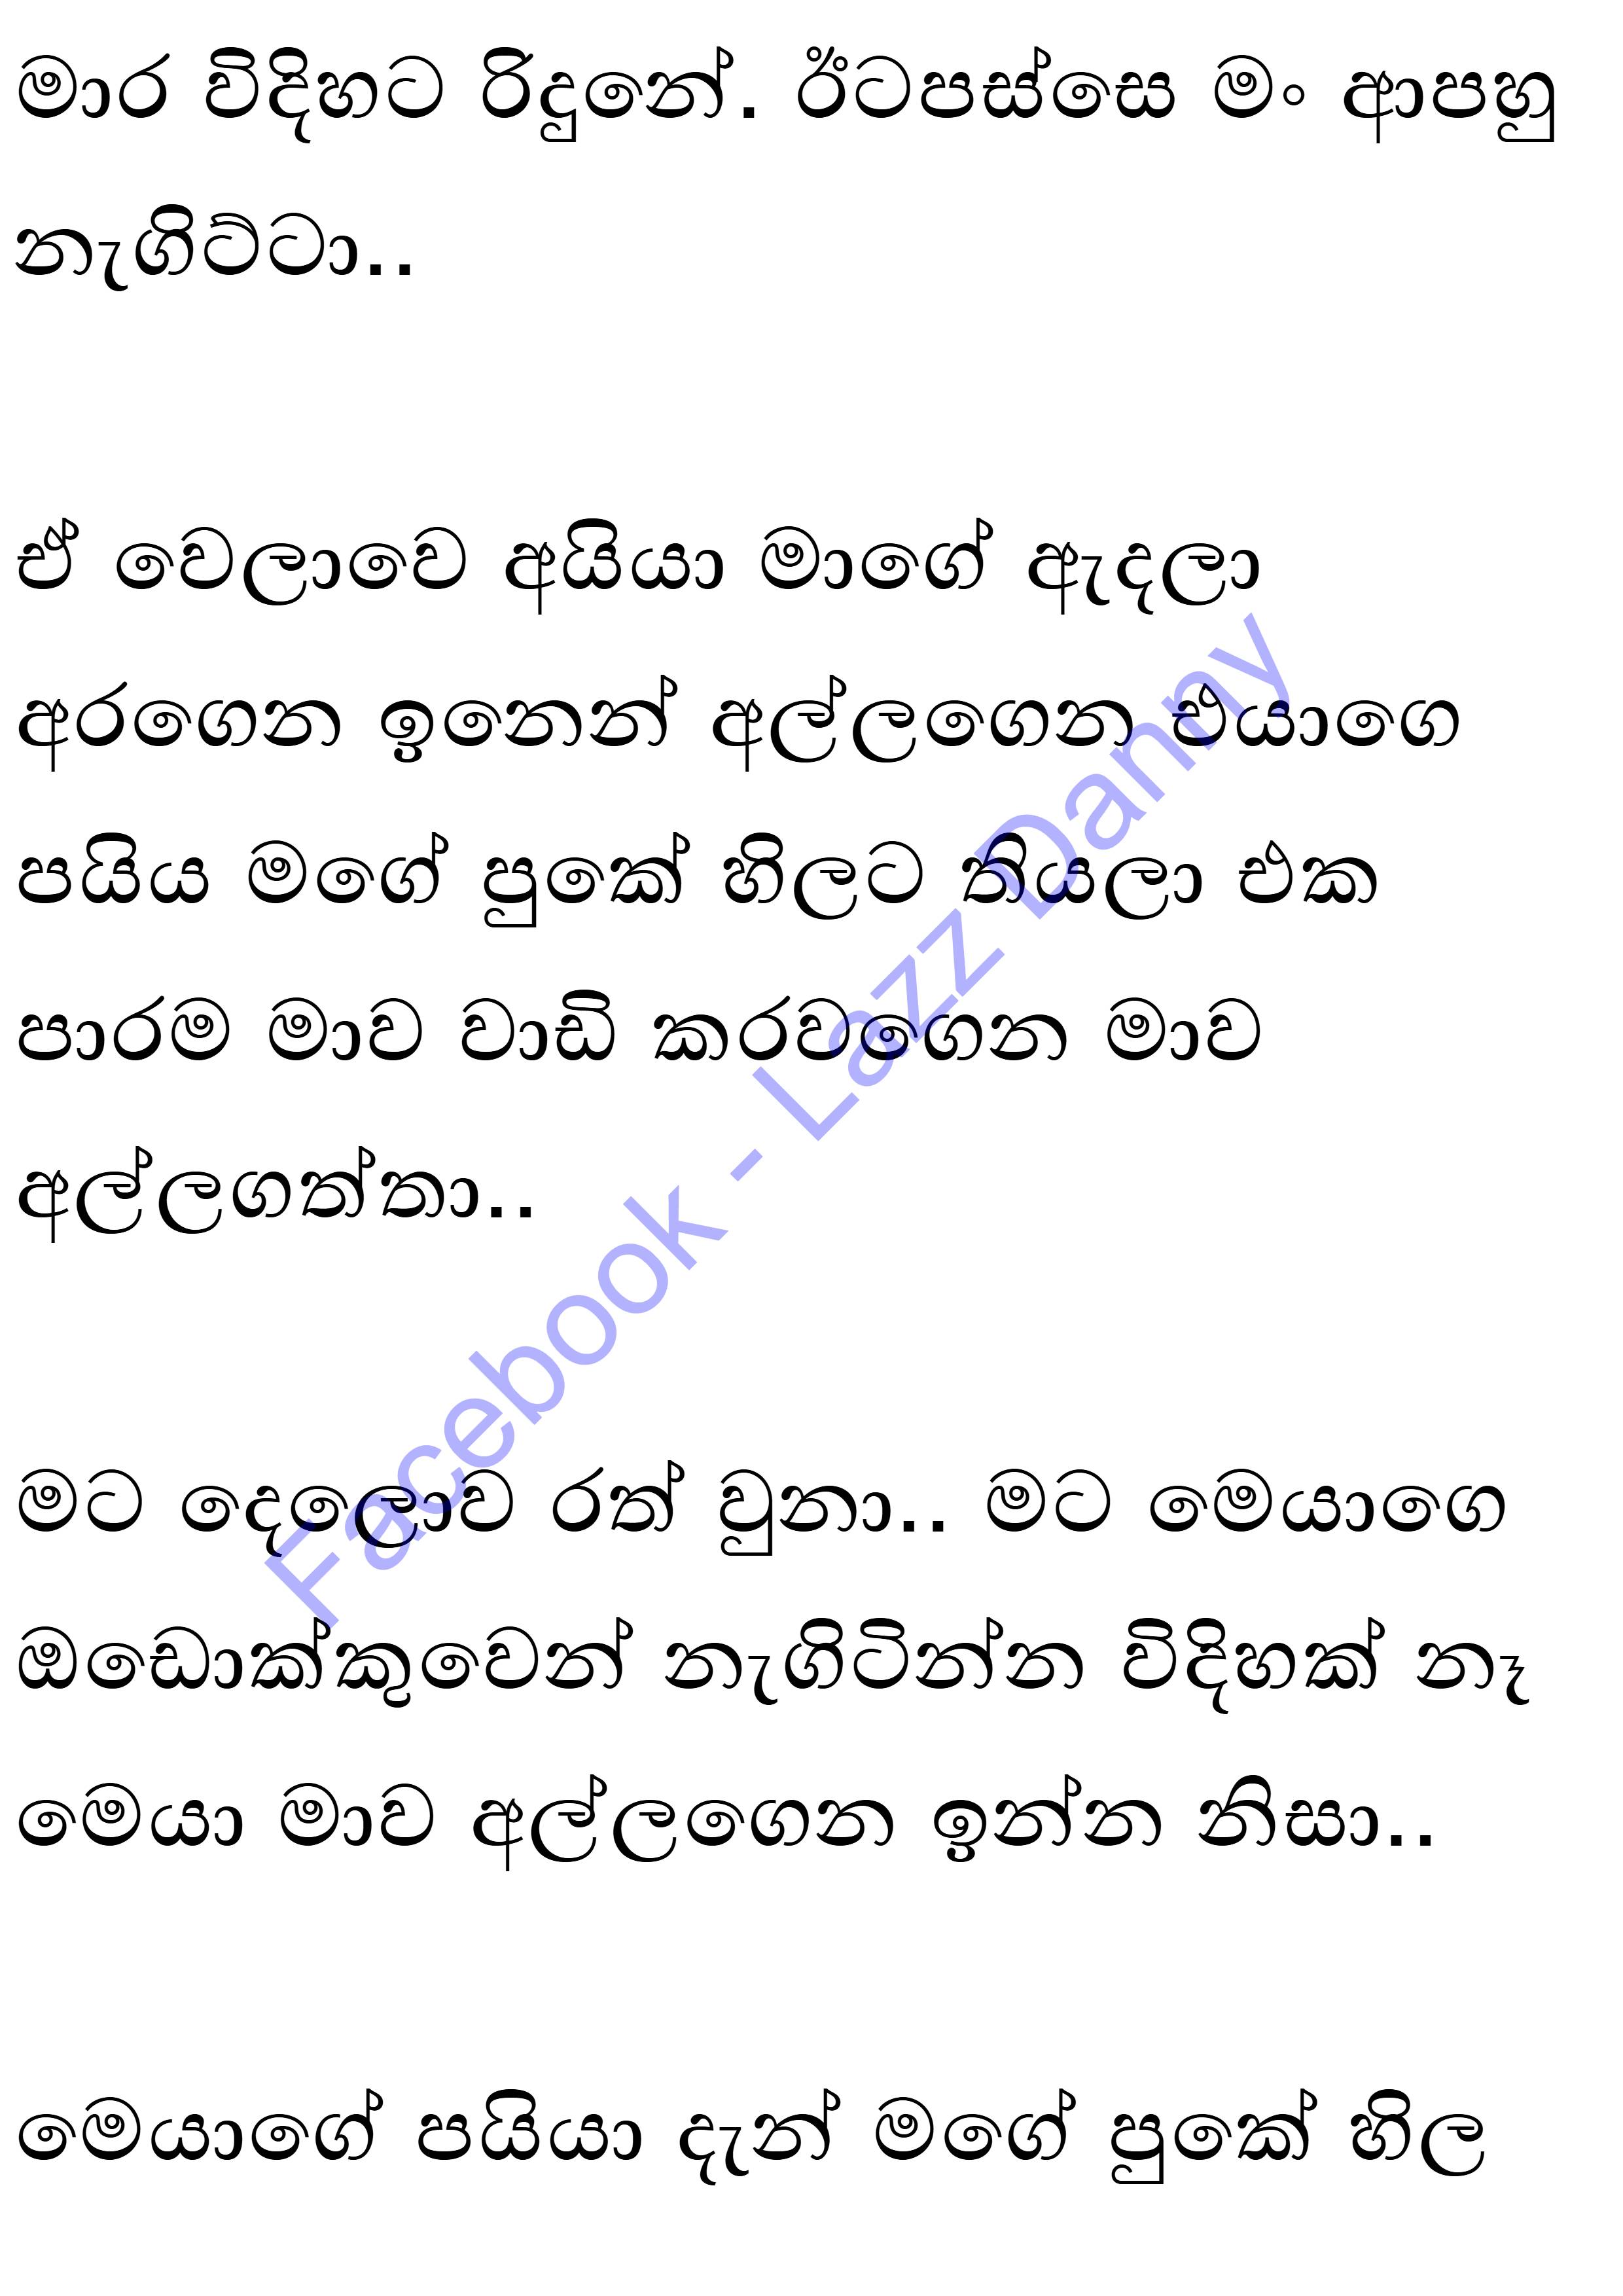 මාර විදිහට රිදුනේ. ඊටපස්සෙ මං ආපහු
නැගිට්ටා..
ඒ වෙලාවෙ අයියා මාගේ ඇදලා
අරගෙන ඉනෙන් අල්ලගෙන එයාගෙ
පයිය මගේ පුකේ හිලට තියලා එක
පාරම මාව වාඩි කරවගෙන මාව
අල්ලගත්තා..
මට දෙලොව රත් වුනා.. මට මෙයාගෙ
ඔඩොක්කුවෙන් නැගිටින්න විදිහක් නෑ
මෙයා මාව අල්ලගෙන ඉන්න නිසා..
මෙයාගේ පයියා දැන් මගේ පුකේ හිල
Facebook - Lazz Danny